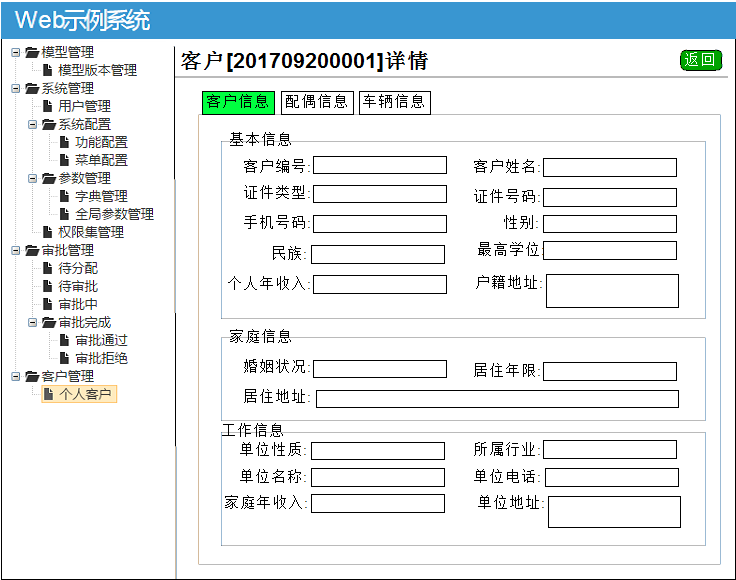 Web示例系统
模型管理
模型版本管理
系统管理
用户管理
系统配置
功能配置
菜单配置
参数管理
字典管理
全局参数管理
权限集管理
审批管理
待分配
待审批
审批中
审批完成
审批通过
审批拒绝
客户管理
个人客户
客户[201709200001]详情
返回
客户信息 配偶信息 车辆信息
基本信息
客户编号: 客户姓名:
证件类型: 证件号码:
手机号码: 性别:
民族: 最高学位:
个人年收入: 户籍地址:
家庭信息
婚姻状况: 居住年限:
居住地址:
工作信息
单位性质: 所属行业:
单位名称: 单位电话:
家庭年收入: 单位地址: